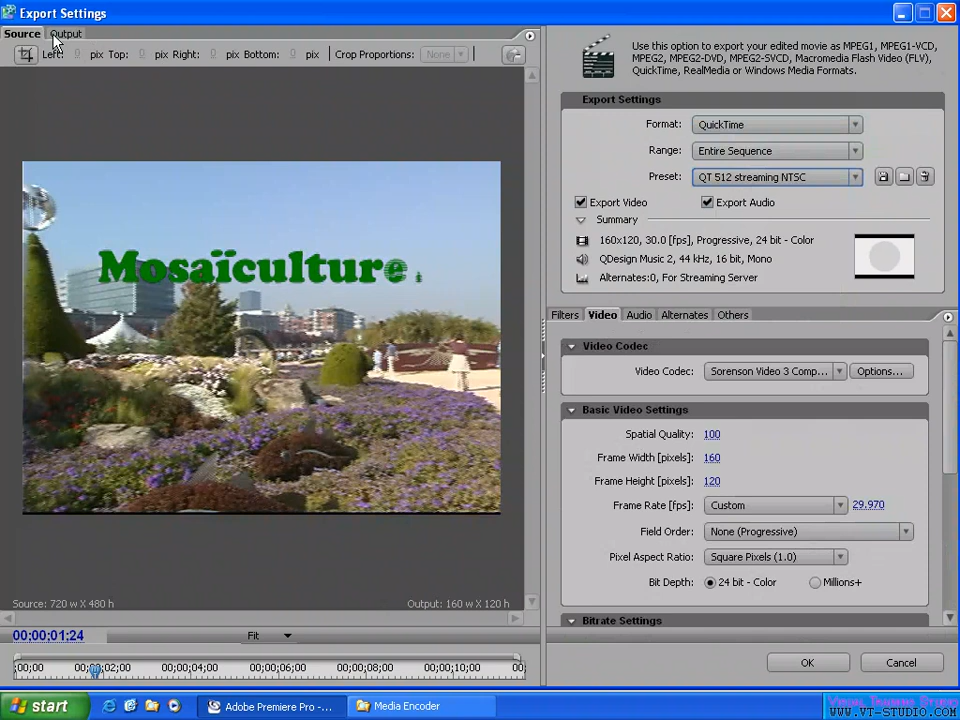 Export Settings
Source Output
Left: 0 pix Top: 0 pix Right: 0 pix Bottom: 0 pix Crop Proportions: None
Mosaïculture
Source: 720 w X 480 h
Output: 160 w X 120 h
00;00;01;24
Fit
;00;00 00;00;02;00 00;00;04;00 00;00;06;00 00;00;08;00 00;00;10;00 00;
Use this option to export your edited movie as MPEG1, MPEG1-VCD,
MPEG2, MPEG2-DVD, MPEG2-SVCD, Macromedia Flash Video (FLV),
QuickTime, RealMedia or Windows Media Formats.
Export Settings
Format: QuickTime
Range: Entire Sequence
Preset: QT 512 streaming NTSC
Export Video Export Audio
Summary
160x120, 30.0 [fps], Progressive, 24 bit - Color
QDesign Music 2, 44 kHz, 16 bit, Mono
Alternates:0, For Streaming Server
Filters Video Audio Alternates Others
Video Codec
Video Codec: Sorenson Video 3 Comp... Options...
Basic Video Settings
Spatial Quality: 100
Frame Width [pixels]: 160
Frame Height [pixels]: 120
Frame Rate [fps]: Custom 29.970
Field Order: None (Progressive)
Pixel Aspect Ratio: Square Pixels (1.0)
Bit Depth: 24 bit - Color Millions+
Bitrate Settings
OK Cancel
start Adobe Premiere Pro -... Media Encoder
Visual Training Studio
www.vt-studio.com